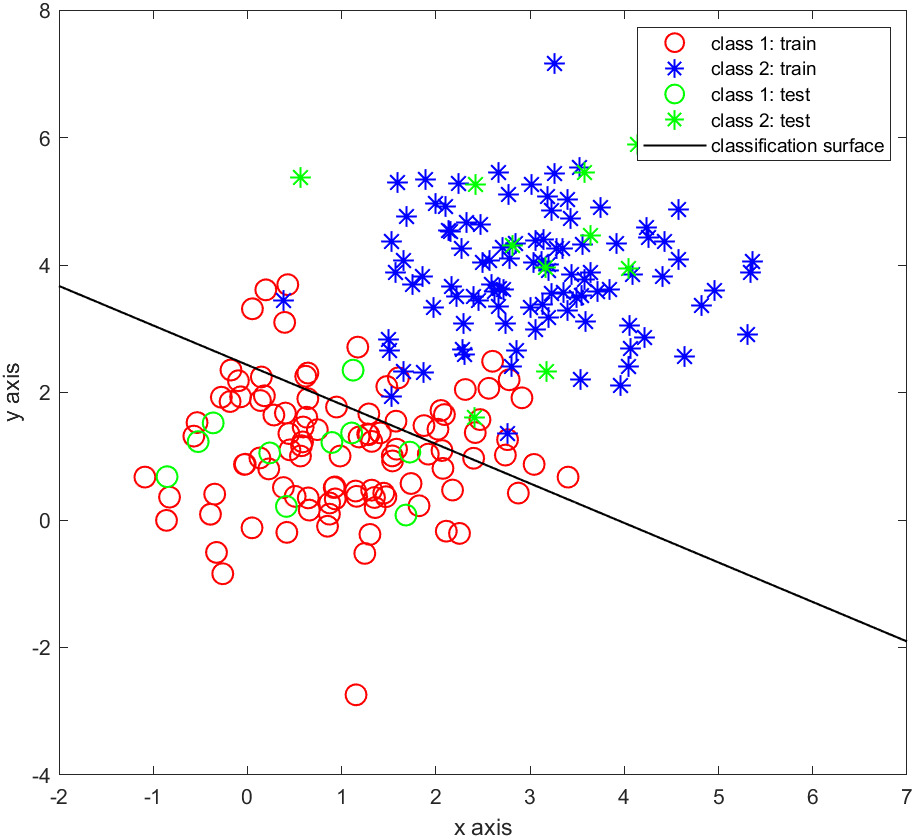 8
6
4
2
0
-2
-4
-2
-1
0
1
2
3
4
5
6
7
x axis
y axis
class 1: train
class 2: train
class 1: test
class 2: test
classification surface